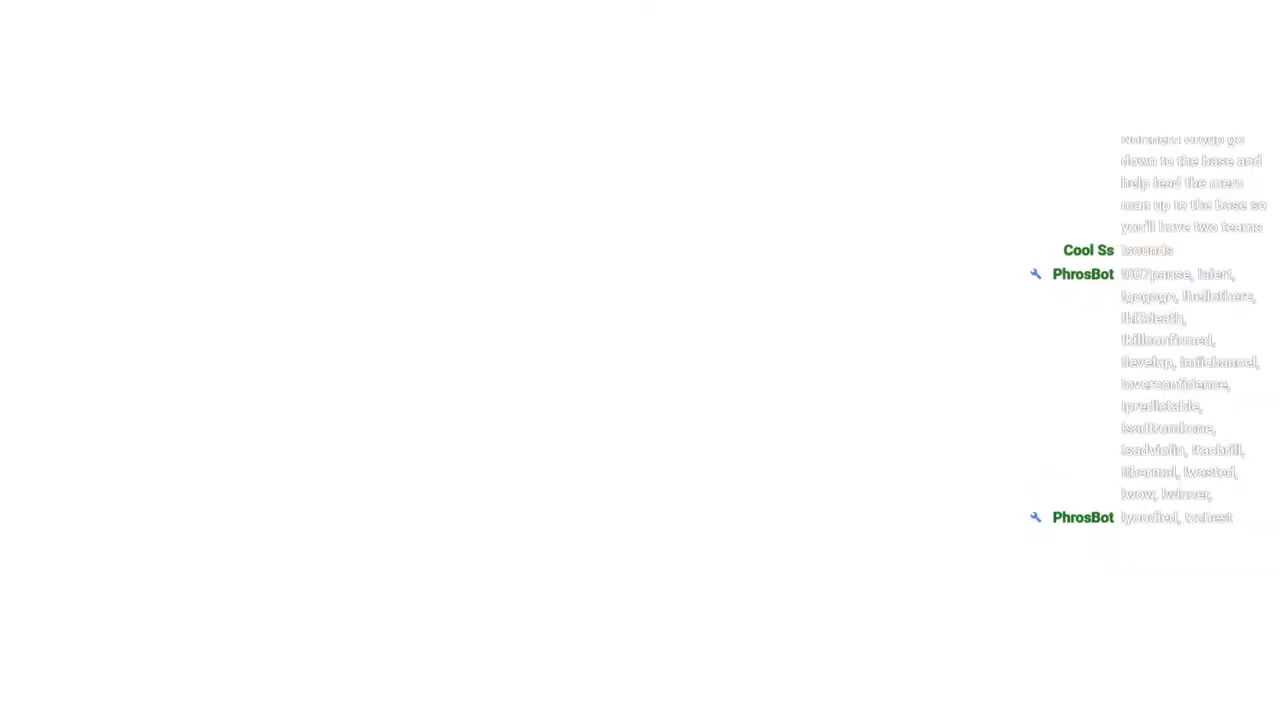 Northern Group go
down to the base and
help lead the merc
man up to the base so
you'll have two teams
Cool Ss !sounds
PhrosBot !007pause, !alert,
!gogogo, !hellothere,
!hl2death,
!killconfirmed,
!levelup, !milchannel,
!overconfidence,
!predictable,
!sadtrombone,
!sadviolin, !tacbrill,
!thermal, !wasted,
!wow, !winner,
PhrosBot !youdied,